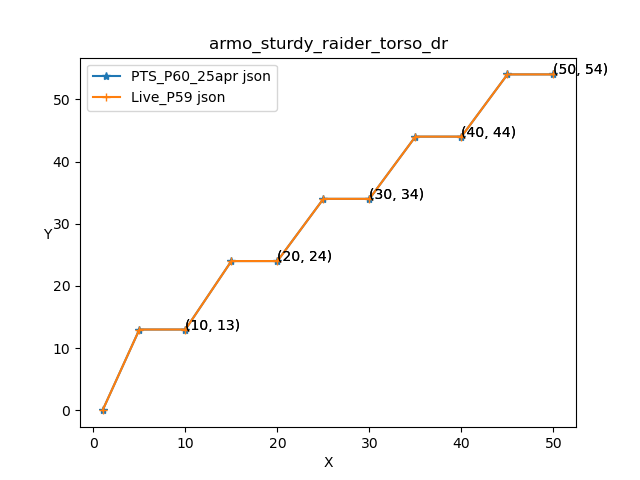 armo_sturdy_raider_torso_dr
PTS_P60_25apr json
Live_P59 json
(50, 54)
(40, 44)
(30, 34)
(20, 24)
(10, 13)
Y
50
40
30
20
10
0
0 10 20 30 40 50
X